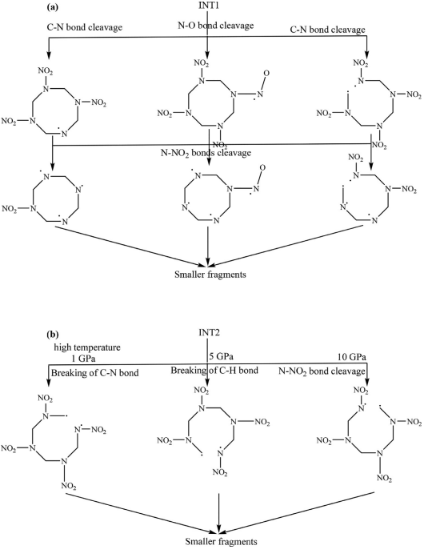 (a) INT1
C-N bond cleavage N-O bond cleavage C-N bond cleavage
NO2 NO2 NO2
O
N N N
N NO2 N N N NO2
NO2 N NO2 N N
N N N
NO2 NO2
N-NO2 bonds cleavage
O
N N N NO2
N N N
NO2 N N N
N N N
NO2
Smaller fragments
(b) INT2
high temperature
1 GPa 5 GPa 10 GPa
Breaking of C-N bond Breaking of C-H bond N-NO2 bond cleavage
NO2 NO2 NO2
N N N
N NO2 N NO2
NO2 N NO2 N N NO2
N N N N
NO2 NO2 NO2
Smaller fragments